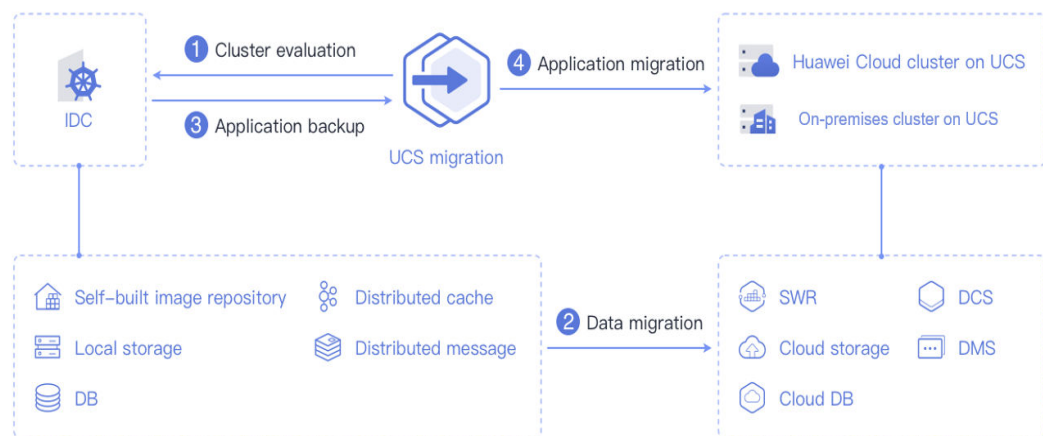 1 Cluster evaluation
4 Application migration
Huawei Cloud cluster on UCS
IDC
3 Application backup
On-premises cluster on UCS
UCS migration
Self-built image repository
Distributed cache
Local storage
Distributed message
DB
2 Data migration
SWR
DCS
Cloud storage
DMS
Cloud DB